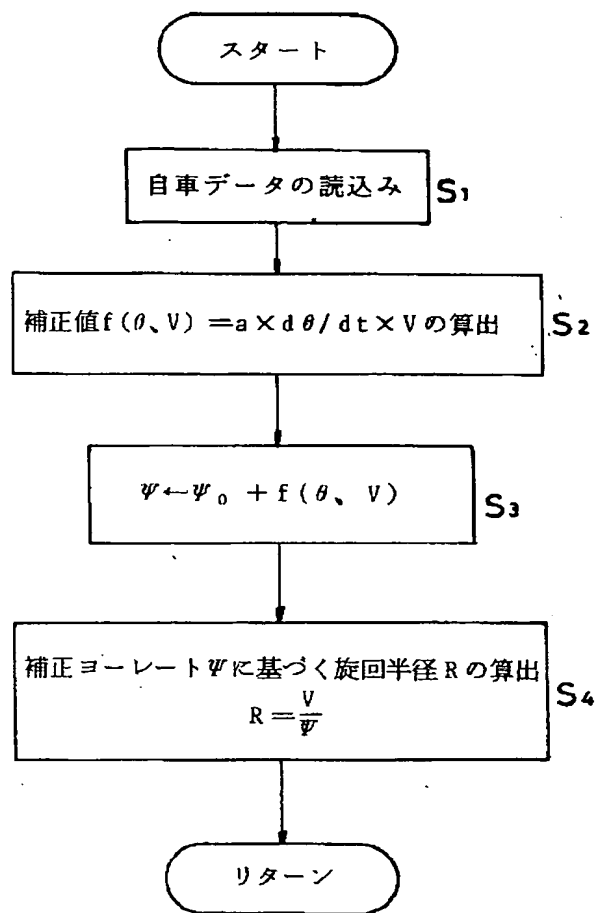 スタート
自車データの読込み S1
補正値f(θ、V)=a×dθ/dt×Vの算出 S2
Ψ←Ψ0+f(θ、V) S3
補正ヨーレートΨに基づく旋回半径Rの算出 S4
R=V/Ψ
リターン